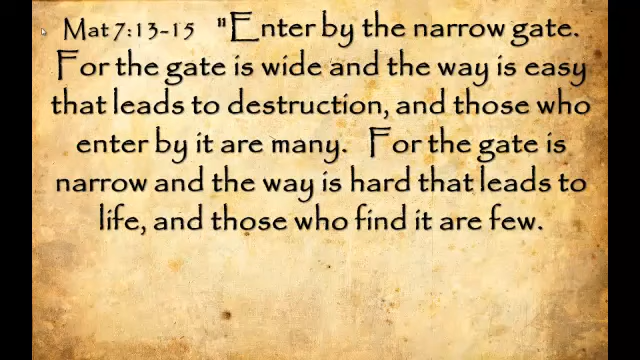 Mat 7:13-15 "Enter by the narrow gate.
For the gate is wide and the way is easy
that leads to destruction, and those who
enter by it are many. For the gate is
narrow and the way is hard that leads to
life, and those who find it are few.